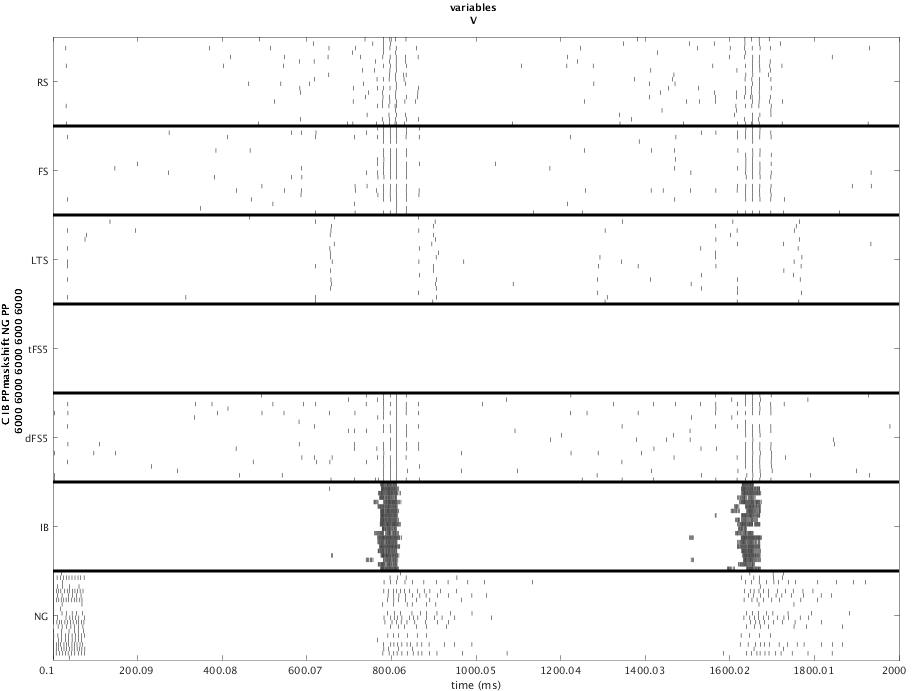 variables
V
RS
FS
LTS
tFS5
dFS5
IB
NG
C IB PPmaskshift NG PP
6000 6000 6000 6000 6000
0.1 200.09 400.08 600.07 800.06 1000.05 1200.04 1400.03 1600.02 1800.01 2000
time (ms)